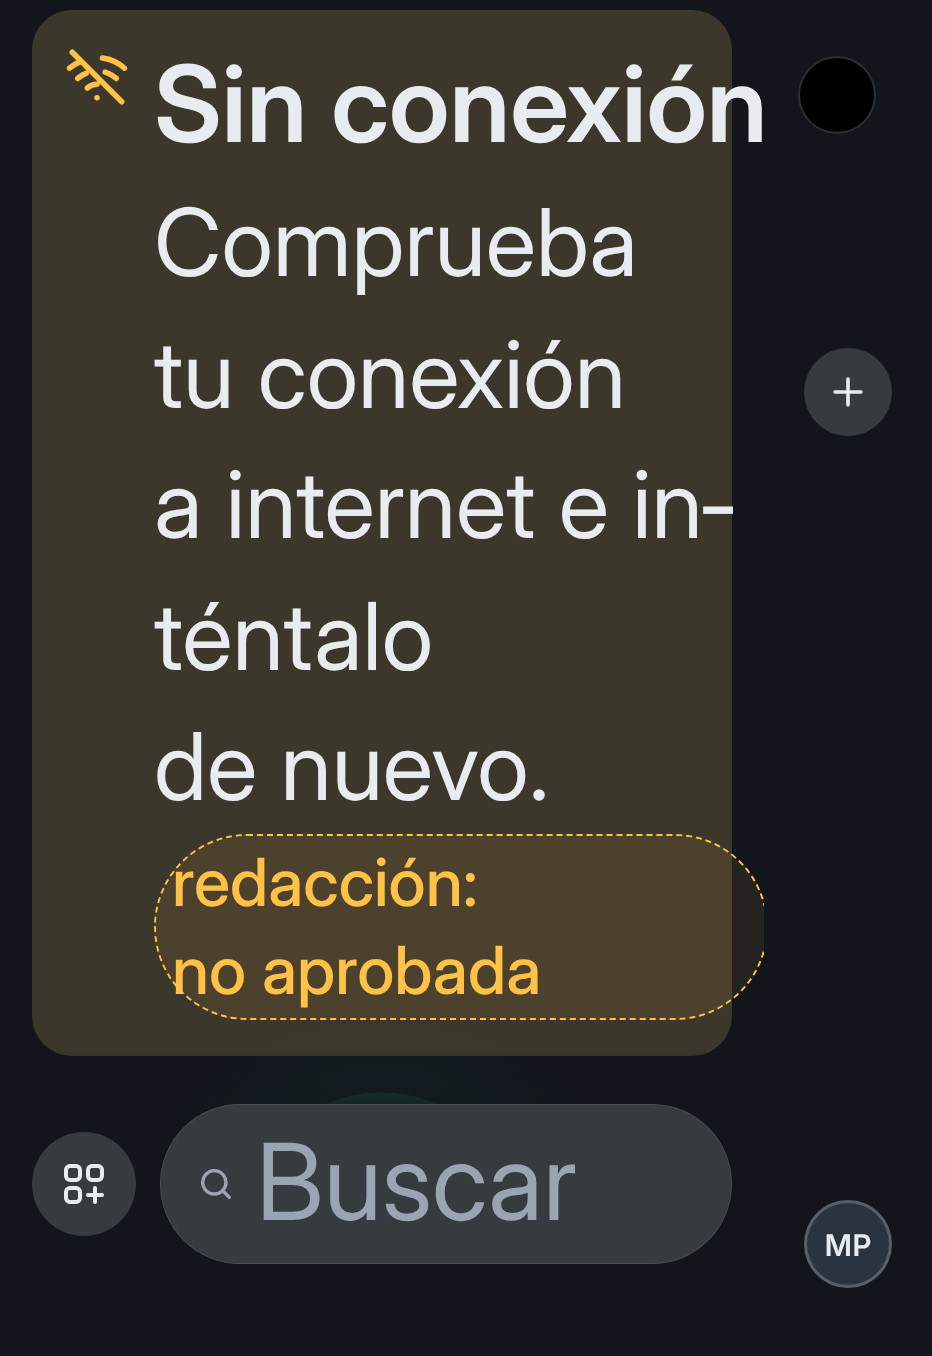 Sin conexión
Comprueba
tu conexión
a internet e in-
téntalo
de nuevo.
redacción:
no aprobada
Buscar
MP